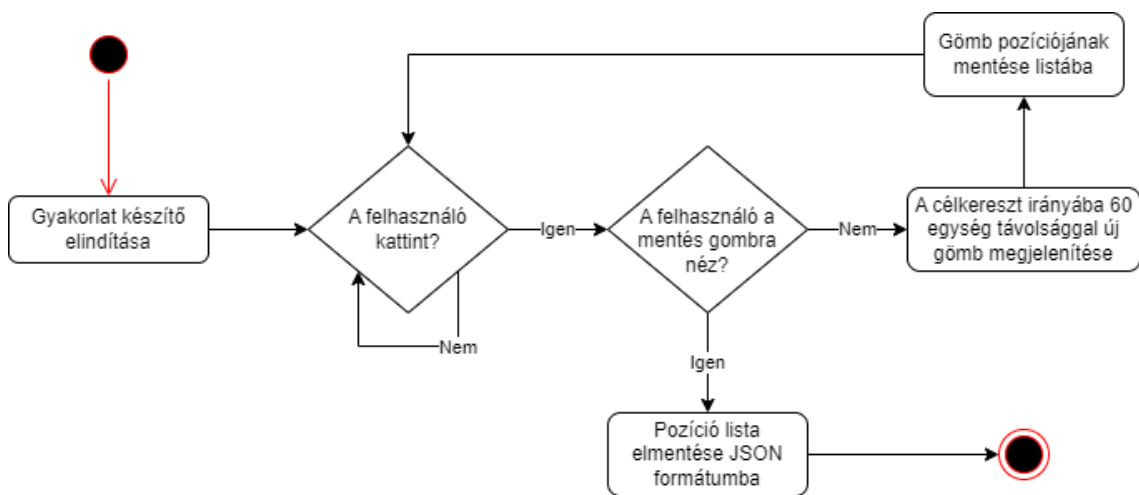 Gömb pozíciójának
mentése listába
Gyakorlat készítő
elindítása
A felhasználó
kattint?
Igen
A felhasználó a
mentés gombra
néz?
Nem
A célkereszt irányába 60
egység távolsággal új
gömb megjelenítése
Nem
Igen
Pozíció lista
elmentése JSON
formátumba